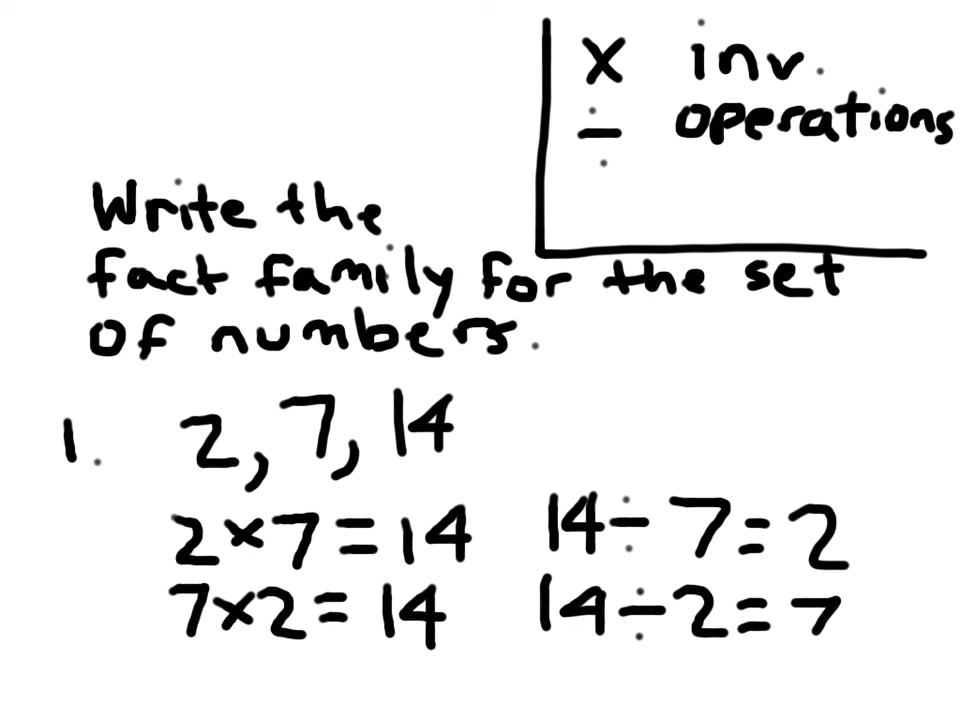 × inv.
÷ operations
Write the
fact family for the set
of numbers.
1. 2, 7, 14
2×7=14 14÷7=2
7×2=14 14÷2=7